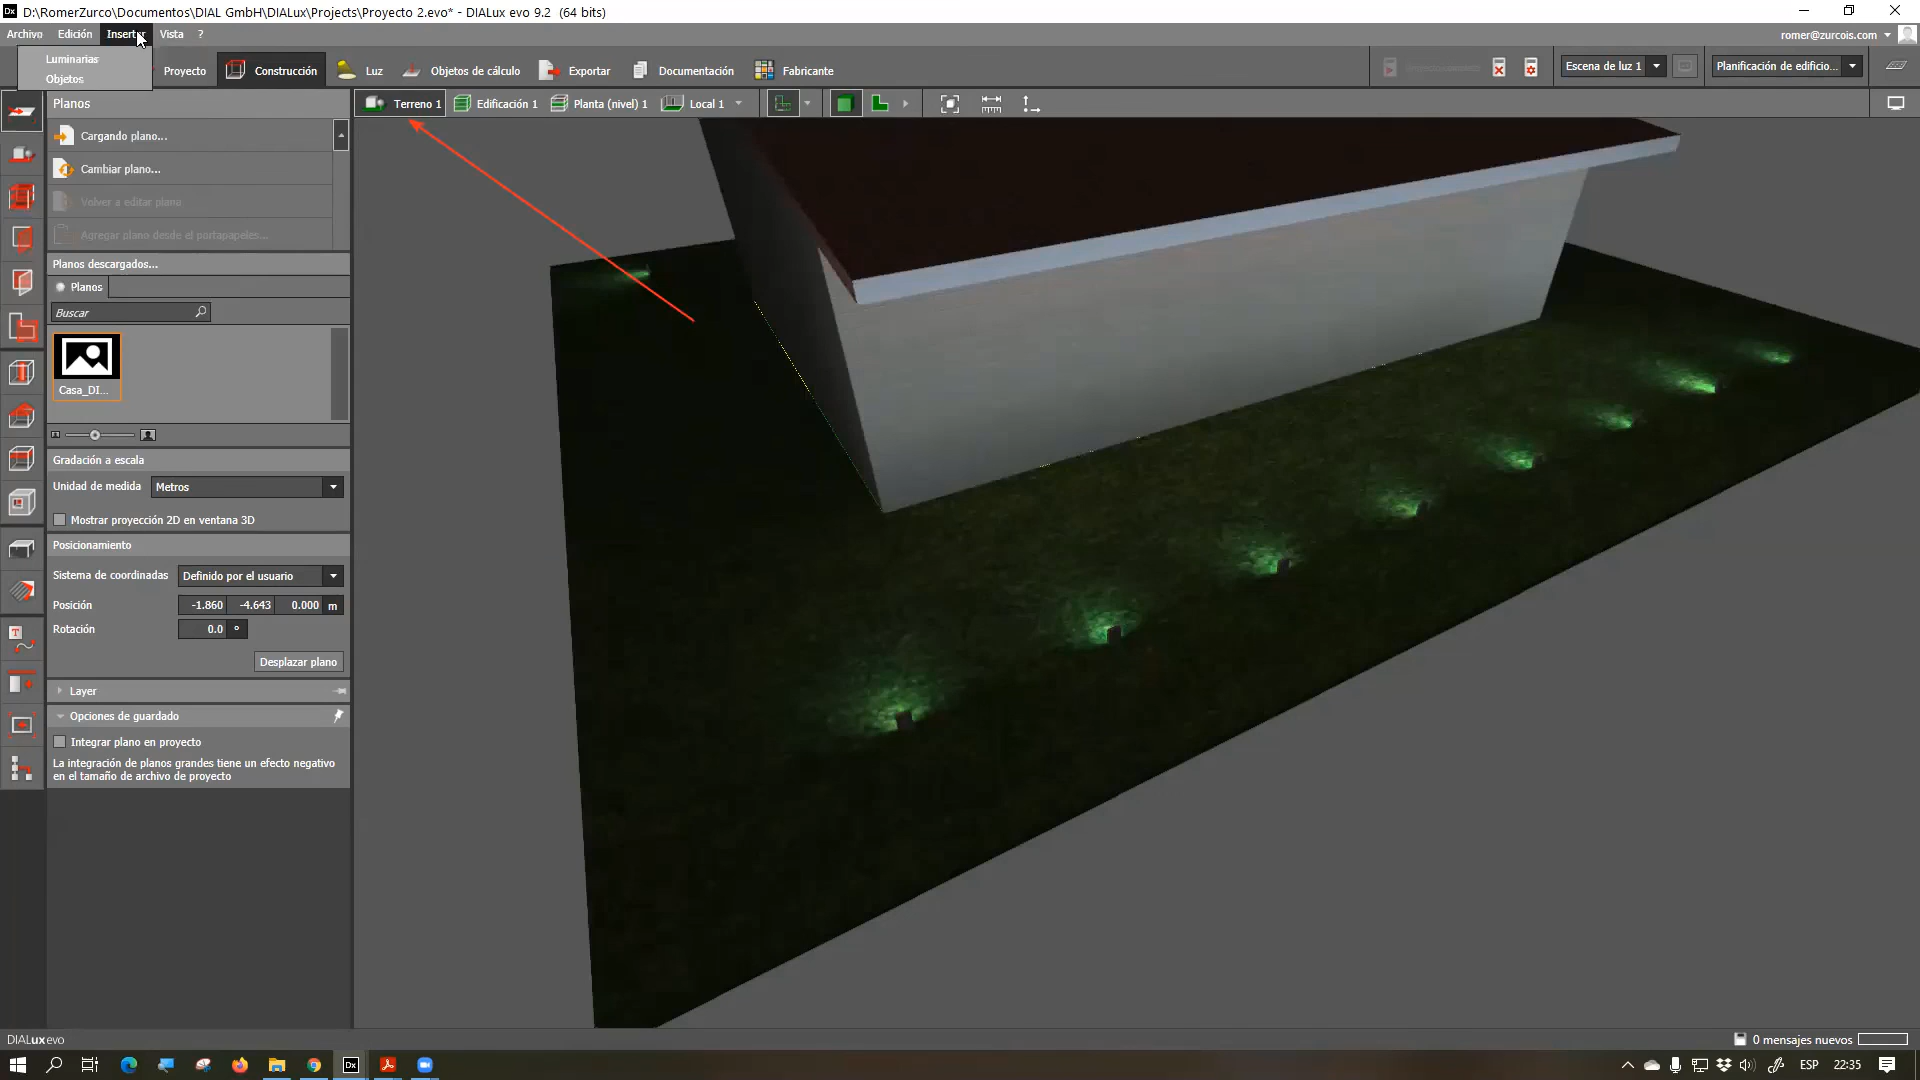 D:\RomerZurco\Documentos\DIAL GmbH\DIALux\Projects\Proyecto 2.evo* - DIALux evo 9.2  (64 bits)
Archivo Edición Insertar Vista ?
romer@zurcois.com
Luminarias
Objetos
Proyecto Construcción Luz Objetos de cálculo Exportar Documentación Fabricante
Escena de luz 1 Planificación de edificio...
Planos
Terreno 1 Edificación 1 Planta (nivel) 1 Local 1
Cargando plano...
Cambiar plano...
Volver a editar plano
Agregar plano desde el portapapeles...
Planos descargados...
Planos
Buscar
Casa_DI...
Gradación a escala
Unidad de medida Metros
Mostrar proyección 2D en ventana 3D
Posicionamiento
Sistema de coordinadas Definido por el usuario
Posición -1.860 -4.643 0.000 m
Rotación 0.0 °
Desplazar plano
Layer
Opciones de guardado
Integrar plano en proyecto
La integración de planos grandes tiene un efecto negativo
en el tamaño de archivo de proyecto
DIALux evo
0 mensajes nuevos
Dx
ESP 22:35